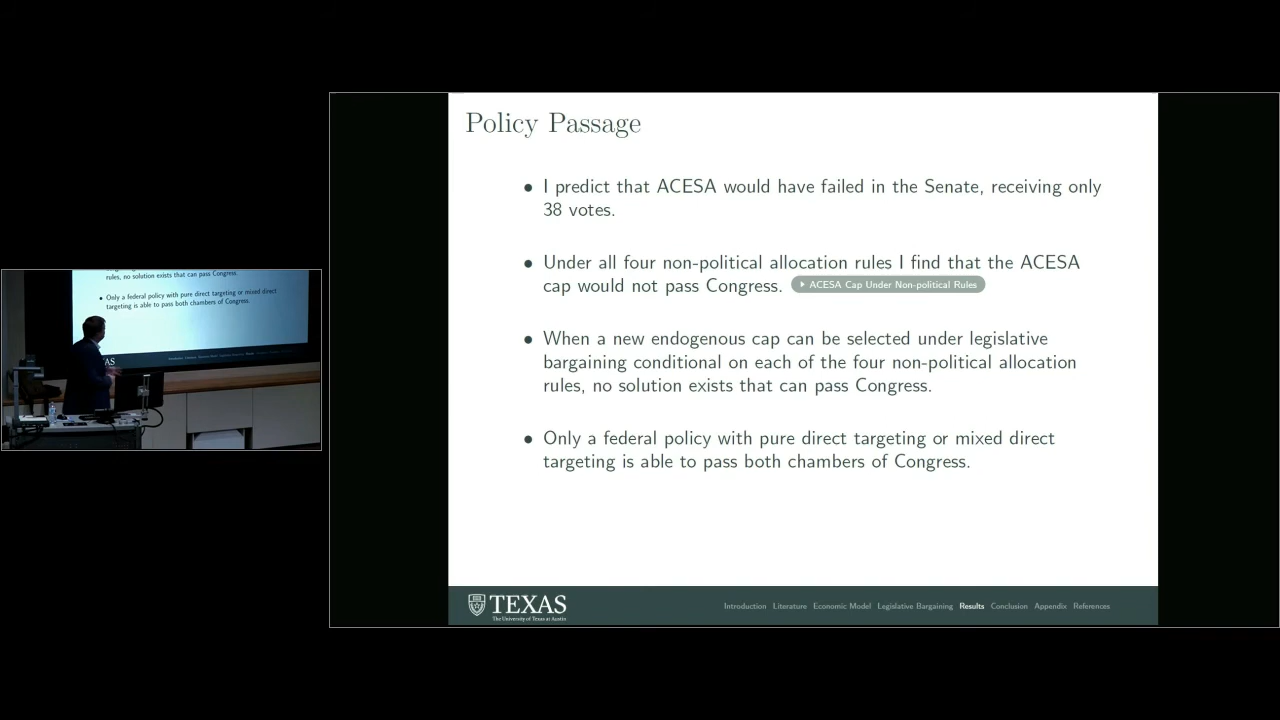 Policy Passage
• I predict that ACESA would have failed in the Senate, receiving only
38 votes.
• Under all four non-political allocation rules I find that the ACESA
cap would not pass Congress. ACESA Cap Under Non-political Rules
• When a new endogenous cap can be selected under legislative
bargaining conditional on each of the four non-political allocation
rules, no solution exists that can pass Congress.
• Only a federal policy with pure direct targeting or mixed direct
targeting is able to pass both chambers of Congress.
TEXAS
The University of Texas at Austin
Introduction Literature Economic Model Legislative Bargaining Results Conclusion Appendix References
rules, no solution exists that can pass Congress.
• Only a federal policy with pure direct targeting or mixed direct
targeting is able to pass both chambers of Congress.
AS